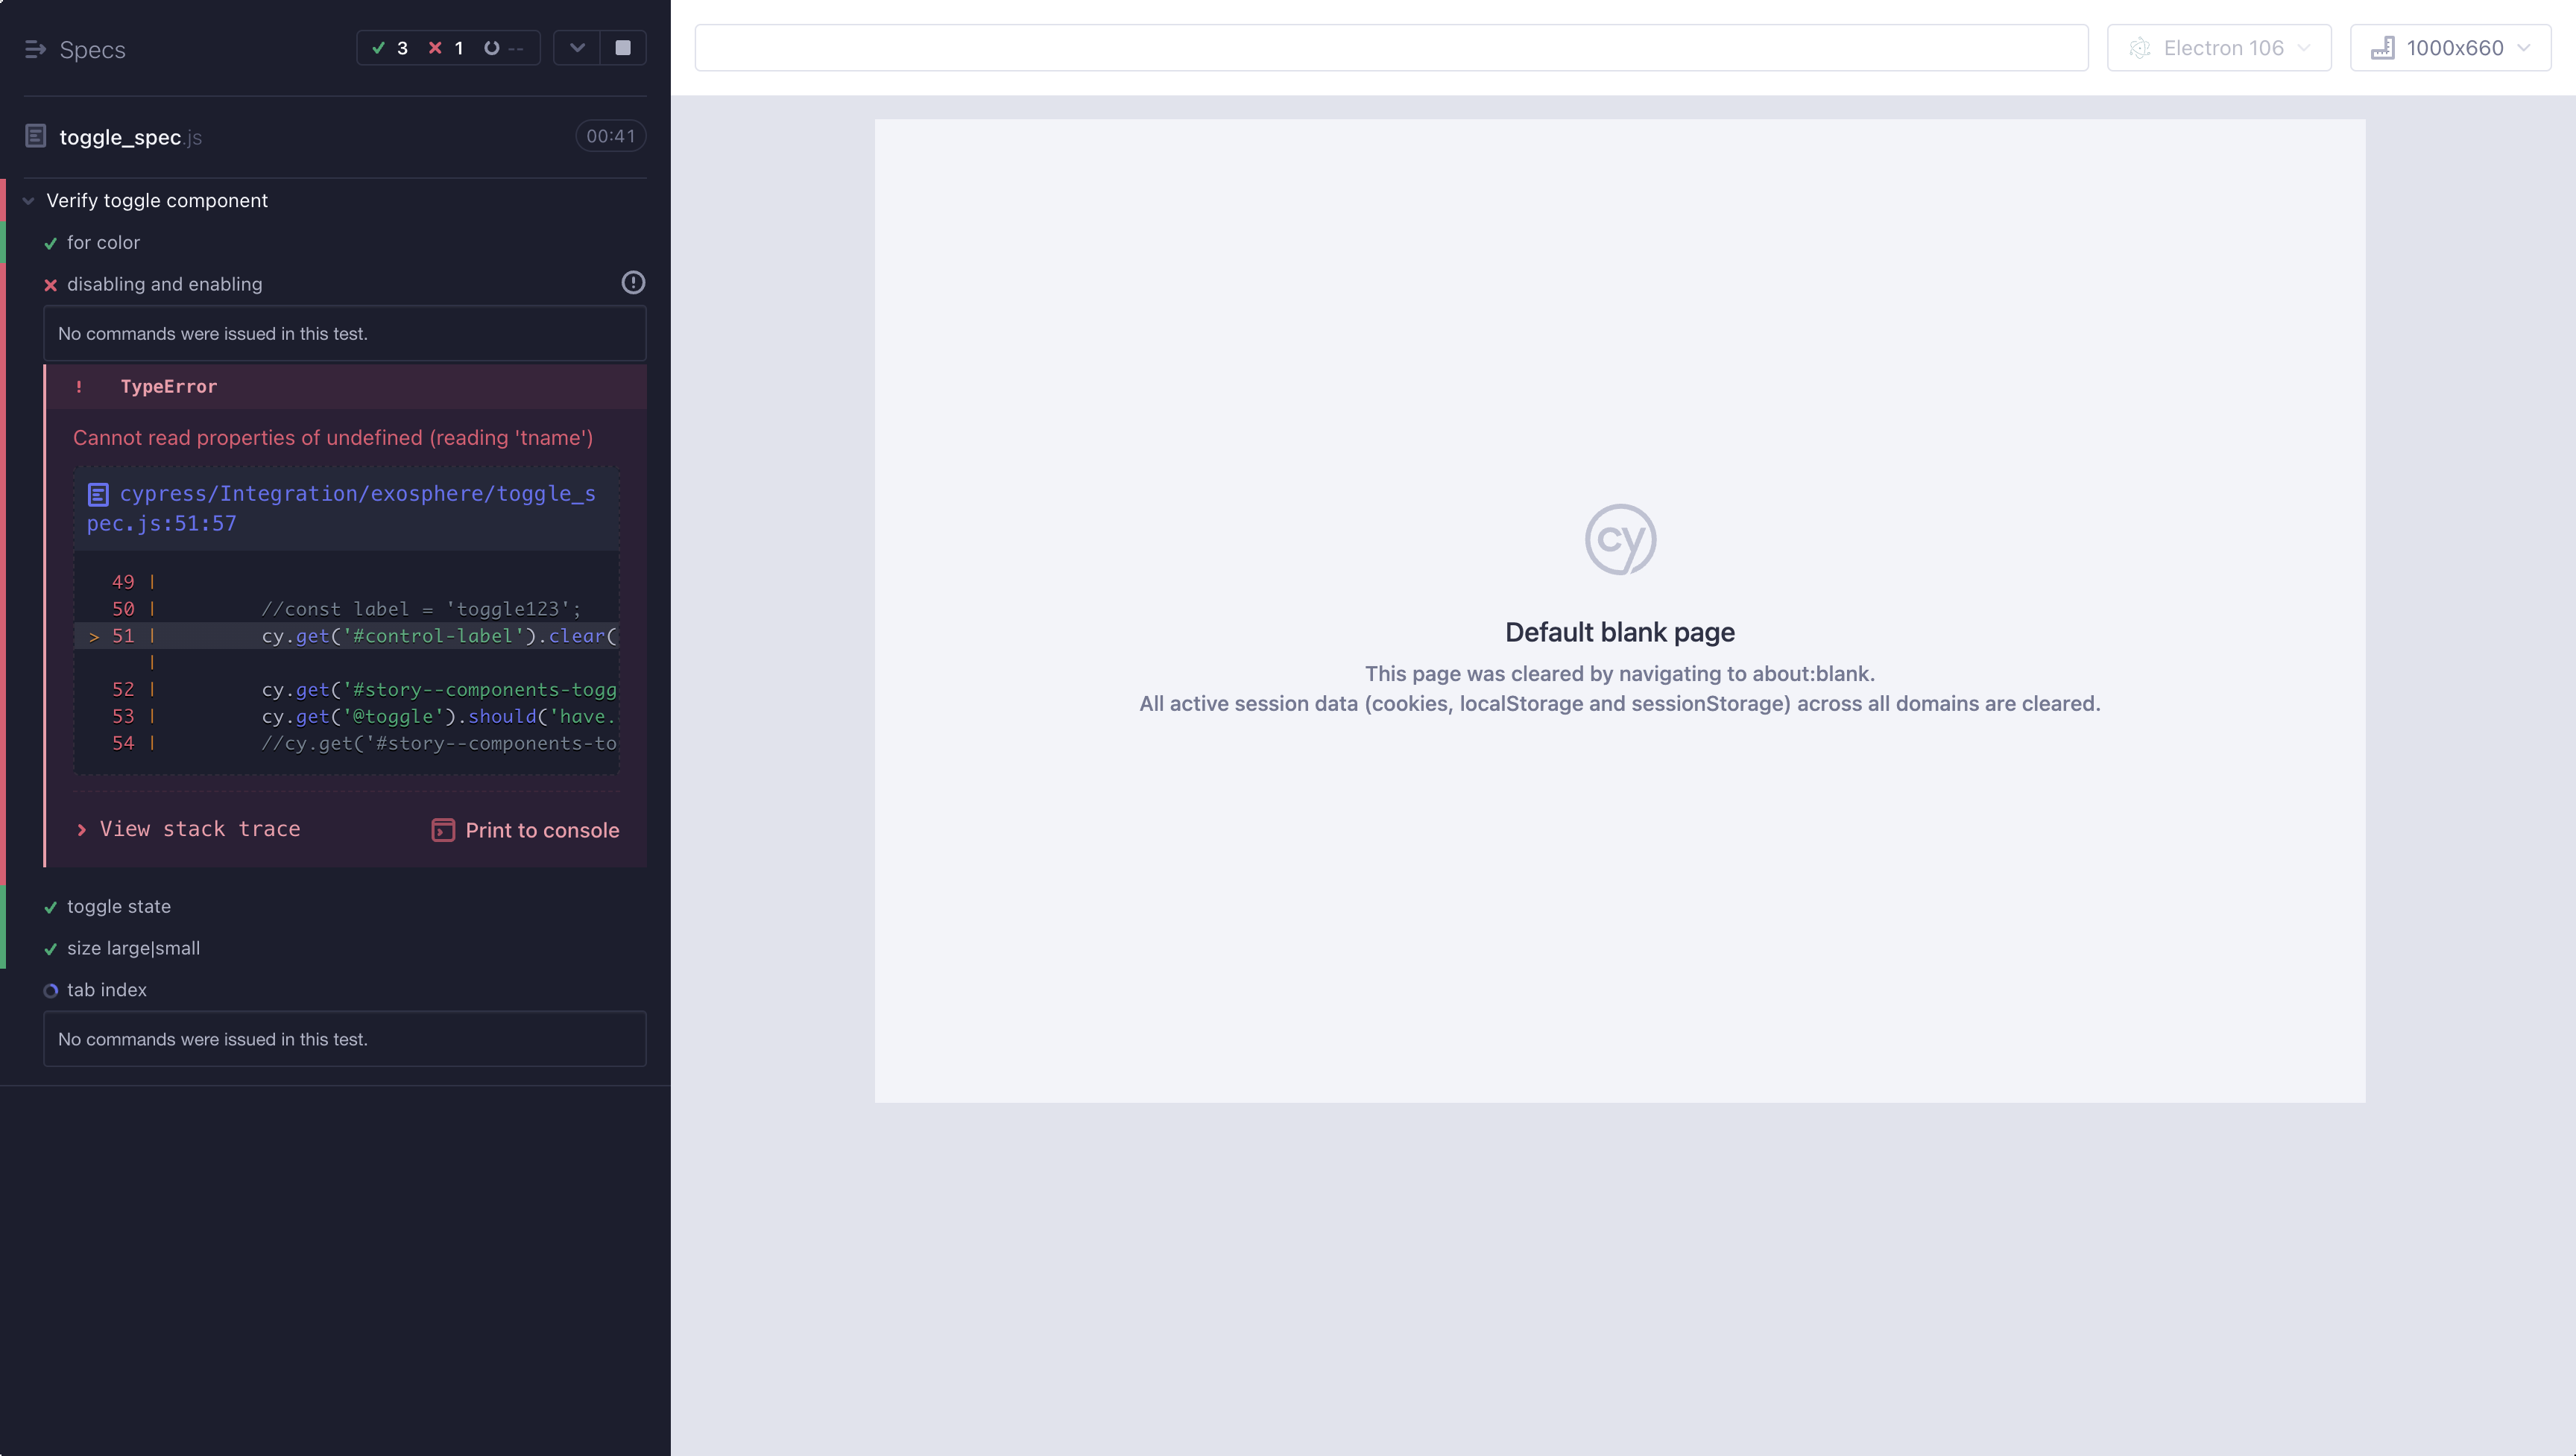 Specs
3 1 --
toggle_spec.js
00:41
Verify toggle component
for color
disabling and enabling
No commands were issued in this test.
! TypeError
Cannot read properties of undefined (reading 'tname')
cypress/Integration/exosphere/toggle_s
pec.js:51:57
49 |
50 | //const label = 'toggle123';
> 51 | cy.get('#control-label').clear(
|
52 | cy.get('#story--components-togg
53 | cy.get('@toggle').should('have.
54 | //cy.get('#story--components-to
View stack trace
Print to console
toggle state
size large|small
tab index
No commands were issued in this test.
Electron 106
1000x660
cy
Default blank page
This page was cleared by navigating to about:blank.
All active session data (cookies, localStorage and sessionStorage) across all domains are cleared.